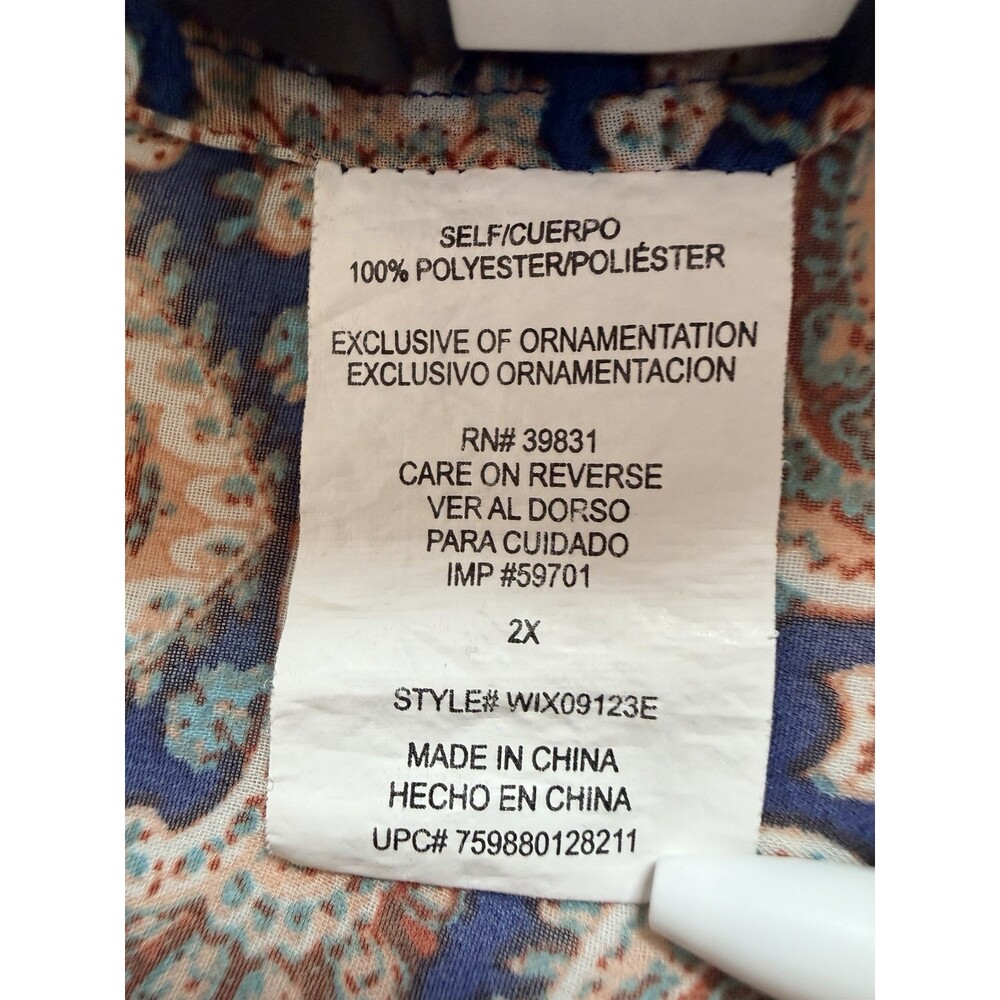 SELF/CUERPO
100% POLYESTER/POLIÉSTER
EXCLUSIVE OF ORNAMENTATION
EXCLUSIVO ORNAMENTACION
RN# 39831
CARE ON REVERSE
VER AL DORSO
PARA CUIDADO
IMP #59701
2X
STYLE# WIX09123E
MADE IN CHINA
HECHO EN CHINA
UPC# 759880128211